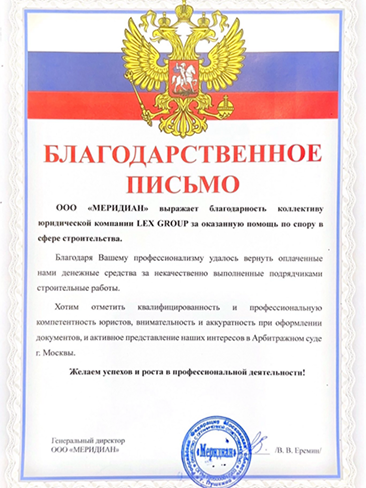 БЛАГОДАРСТВЕННОЕ
ПИСЬМО
ООО «МЕРИДИАН» выражает благодарность коллективу
юридической компании LEX GROUP за оказанную помощь по спору в
сфере строительства.
Благодаря Вашему профессионализму удалось вернуть оплаченные
нами денежные средства за некачественно выполненные подрядчиками
строительные работы.
Хотим отметить квалифицированность и профессиональную
компетентность юристов, внимательность и аккуратность при оформлении
документов, и активное представление наших интересов в Арбитражном суде
г. Москвы.
Желаем успехов и роста в профессиональной деятельности!
Генеральный директор
ООО «МЕРИДИАН»
«Меридиан»
/В. В. Еремин/